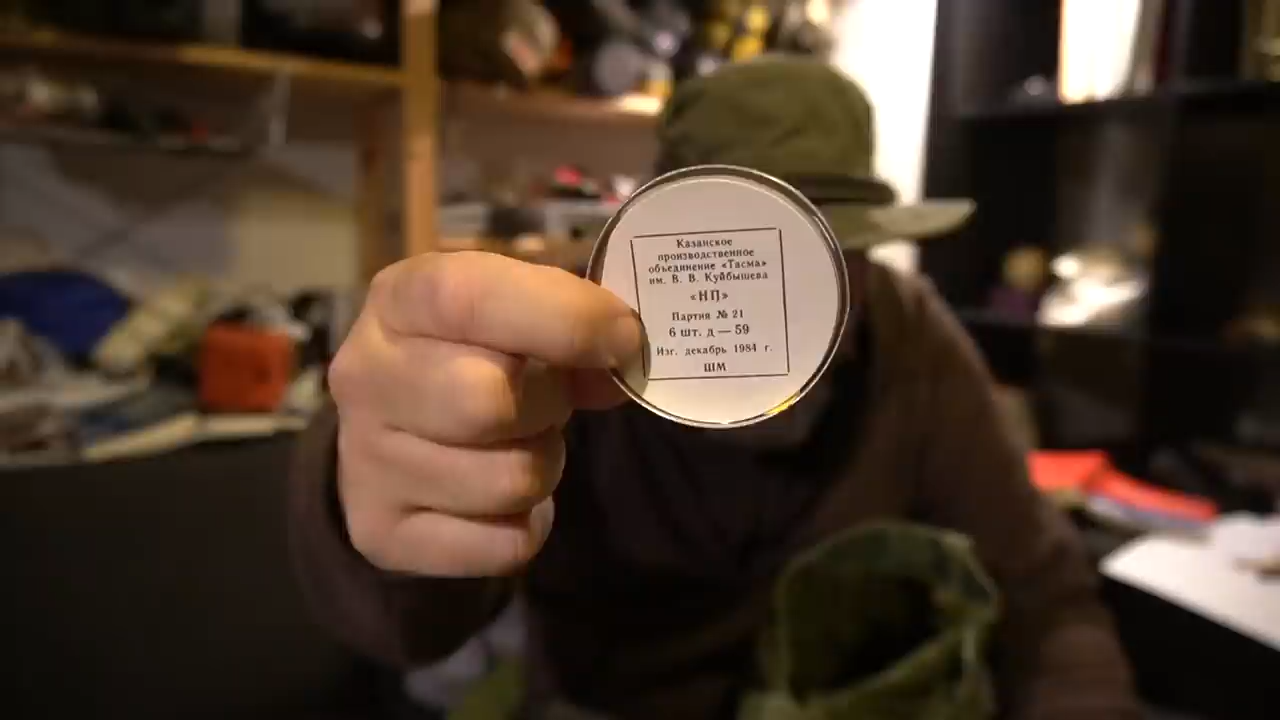 Казанское
производственное
объединение «Тасма»
им. В. В. Куйбышева
«НП»
Партия № 21
6 шт. д — 59
Изг. декабрь 1984 г.
ШМ